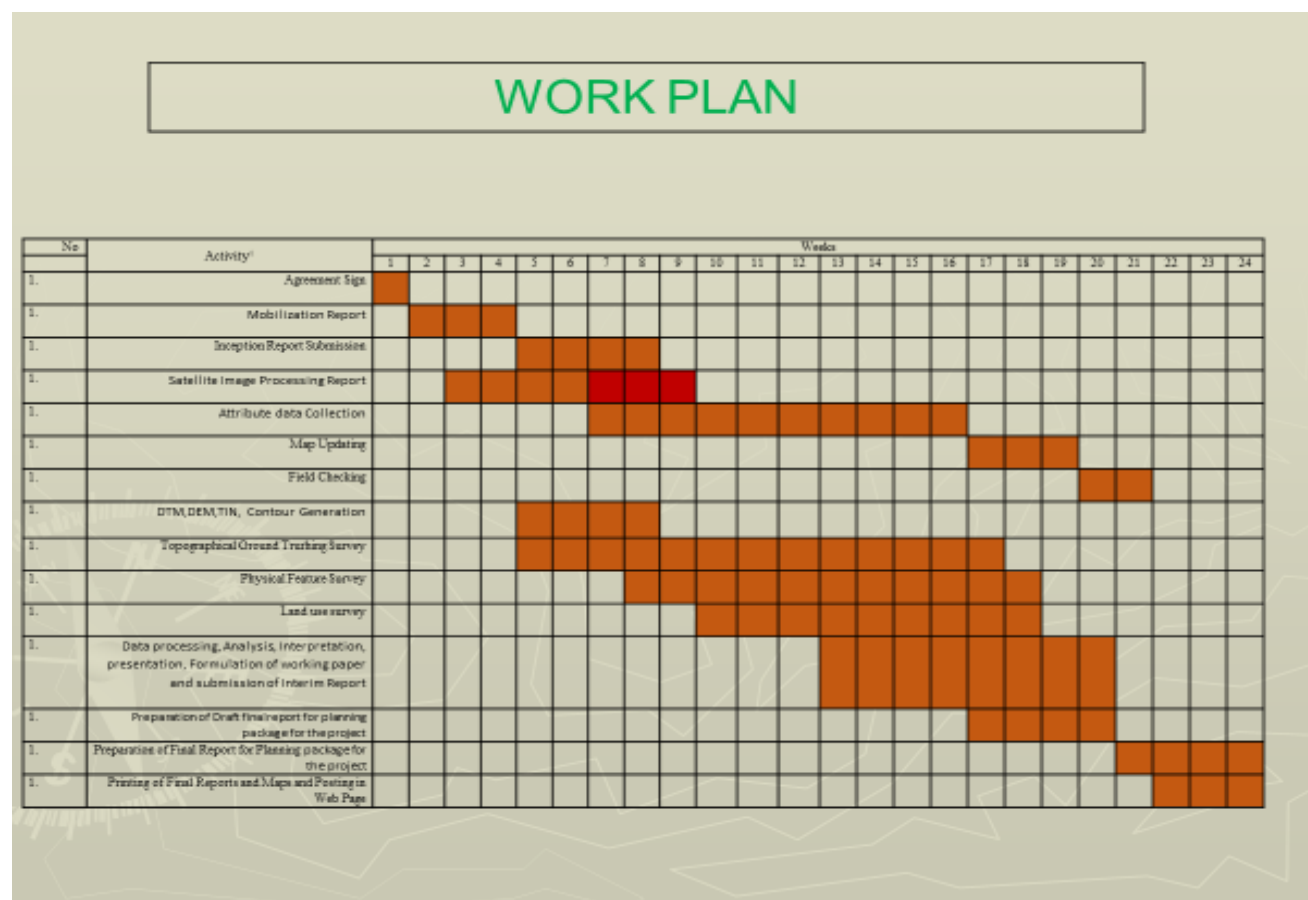 WORK PLAN
No
Activity
Weeks
1 2 3 4 5 6 7 8 9 10 11 12 13 14 15 16 17 18 19 20 21 22 23 24
1. Agreement Sign
1. Mobilization Report
1. Inception Report Submission
1. Satellite Image Processing Report
1. Attribute data Collection
1. Map Updating
1. Field Checking
1. DTM,DEM,TIN, Contour Generation
1. Topographical Ground Truthing Survey
1. Physical Feature Survey
1. Land use survey
1. Data processing, Analysis, Interpretation,
presentation, Formulation of working paper
and submission of Interim Report
1. Preparation of Draft final report for planning
package for the project
1. Preparation of Final Report for Planning package for
the project
1. Printing of Final Reports and Maps and Posting in
Web Page